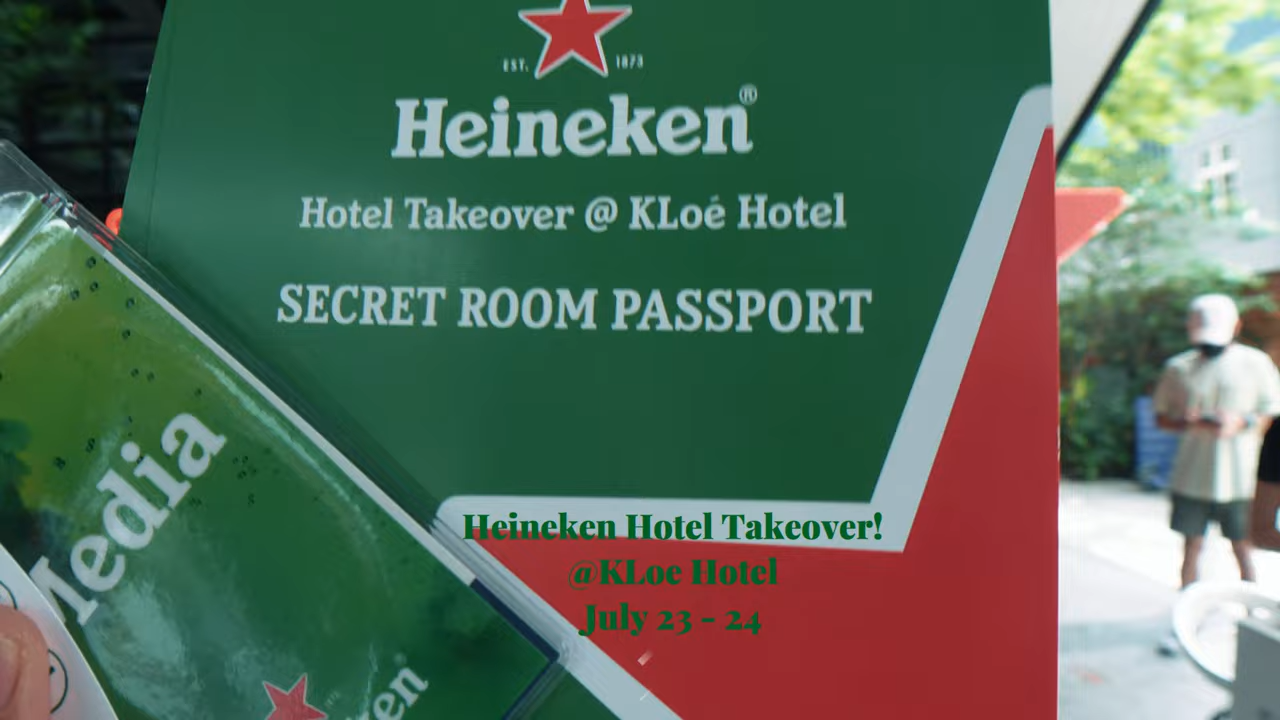 EST. 1873
Heineken®
Hotel Takeover @ KLoé Hotel
SECRET ROOM PASSPORT
Media
Heineken Hotel Takeover!
@KLoe Hotel
July 23 - 24